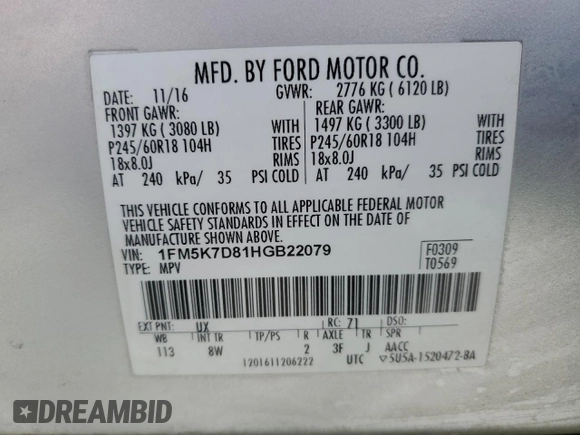 MFD. BY FORD MOTOR CO.
DATE: 11/16 GVWR: 2776 KG ( 6120 LB)
FRONT GAWR: REAR GAWR:
1397 KG ( 3080 LB) WITH 1497 KG ( 3300 LB) WITH
P245/60R18 104H TIRES P245/60R18 104H TIRES
18x8.0J RIMS 18x8.0J RIMS
AT 240 kPa/ 35 PSI COLD AT 240 kPa/ 35 PSI COLD
THIS VEHICLE CONFORMS TO ALL APPLICABLE FEDERAL MOTOR
VEHICLE SAFETY STANDARDS IN EFFECT ON THE DATE OF
MANUFACTURE SHOWN ABOVE.
VIN: 1FM5K7D81HGB22079 F0309
TYPE: MPV T0569
EXT PNT: UX RC: 71 DSO:
WB INT TR TP/PS R AXLE TR SPR
113 8W 2 3F J AACC
1201611206222 UTC 5U5A-1520472-BA
©DREAMBID